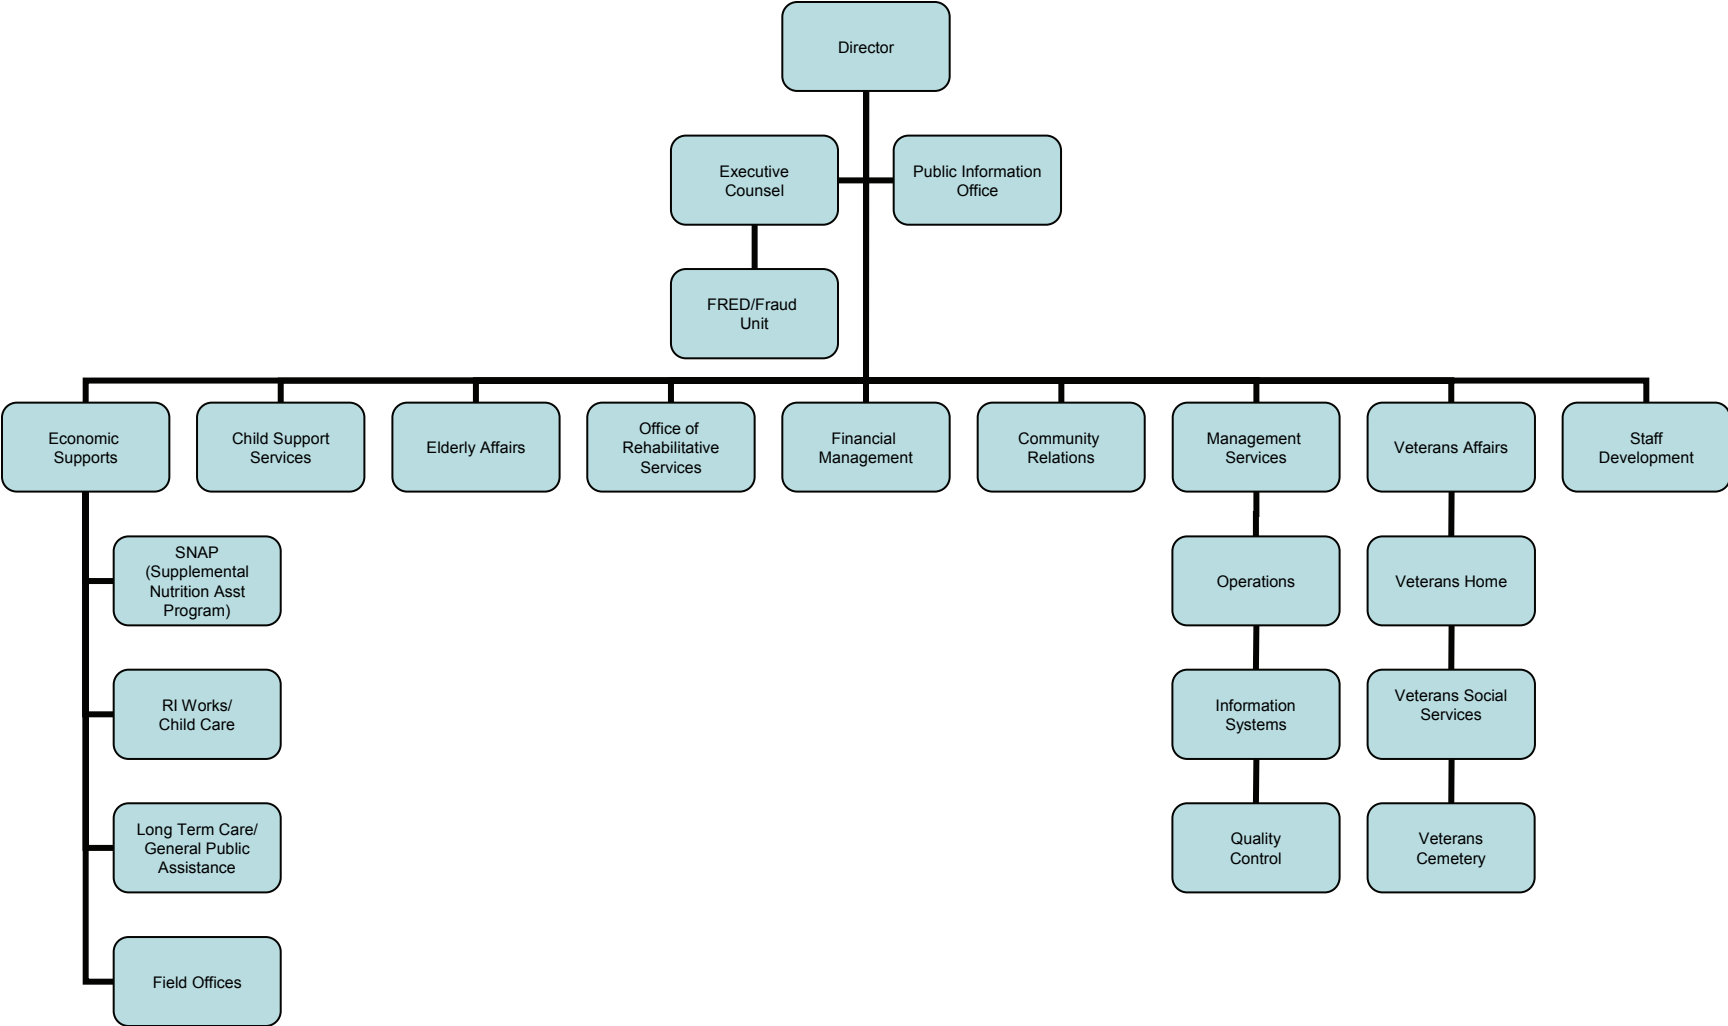 Director
Executive
Counsel
Public Information
Office
FRED/Fraud
Unit
Economic
Supports
Child Support
Services
Elderly Affairs
Office of
Rehabilitative
Services
Financial
Management
Community
Relations
Management
Services
Veterans Affairs
Staff
Development
SNAP
(Supplemental
Nutrition Asst
Program)
Operations
Veterans Home
RI Works/
Child Care
Information
Systems
Veterans Social
Services
Long Term Care/
General Public
Assistance
Quality
Control
Veterans
Cemetery
Field Offices